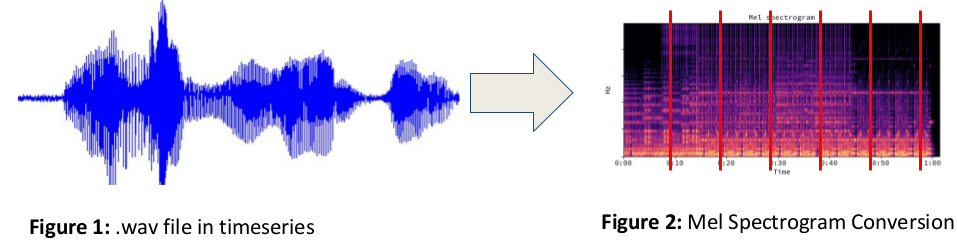 Mel spectrogram
Hz
0:00 0:10 0:20 0:30 0:40 0:50 1:00
Time
Figure 1: .wav file in timeseries
Figure 2: Mel Spectrogram Conversion